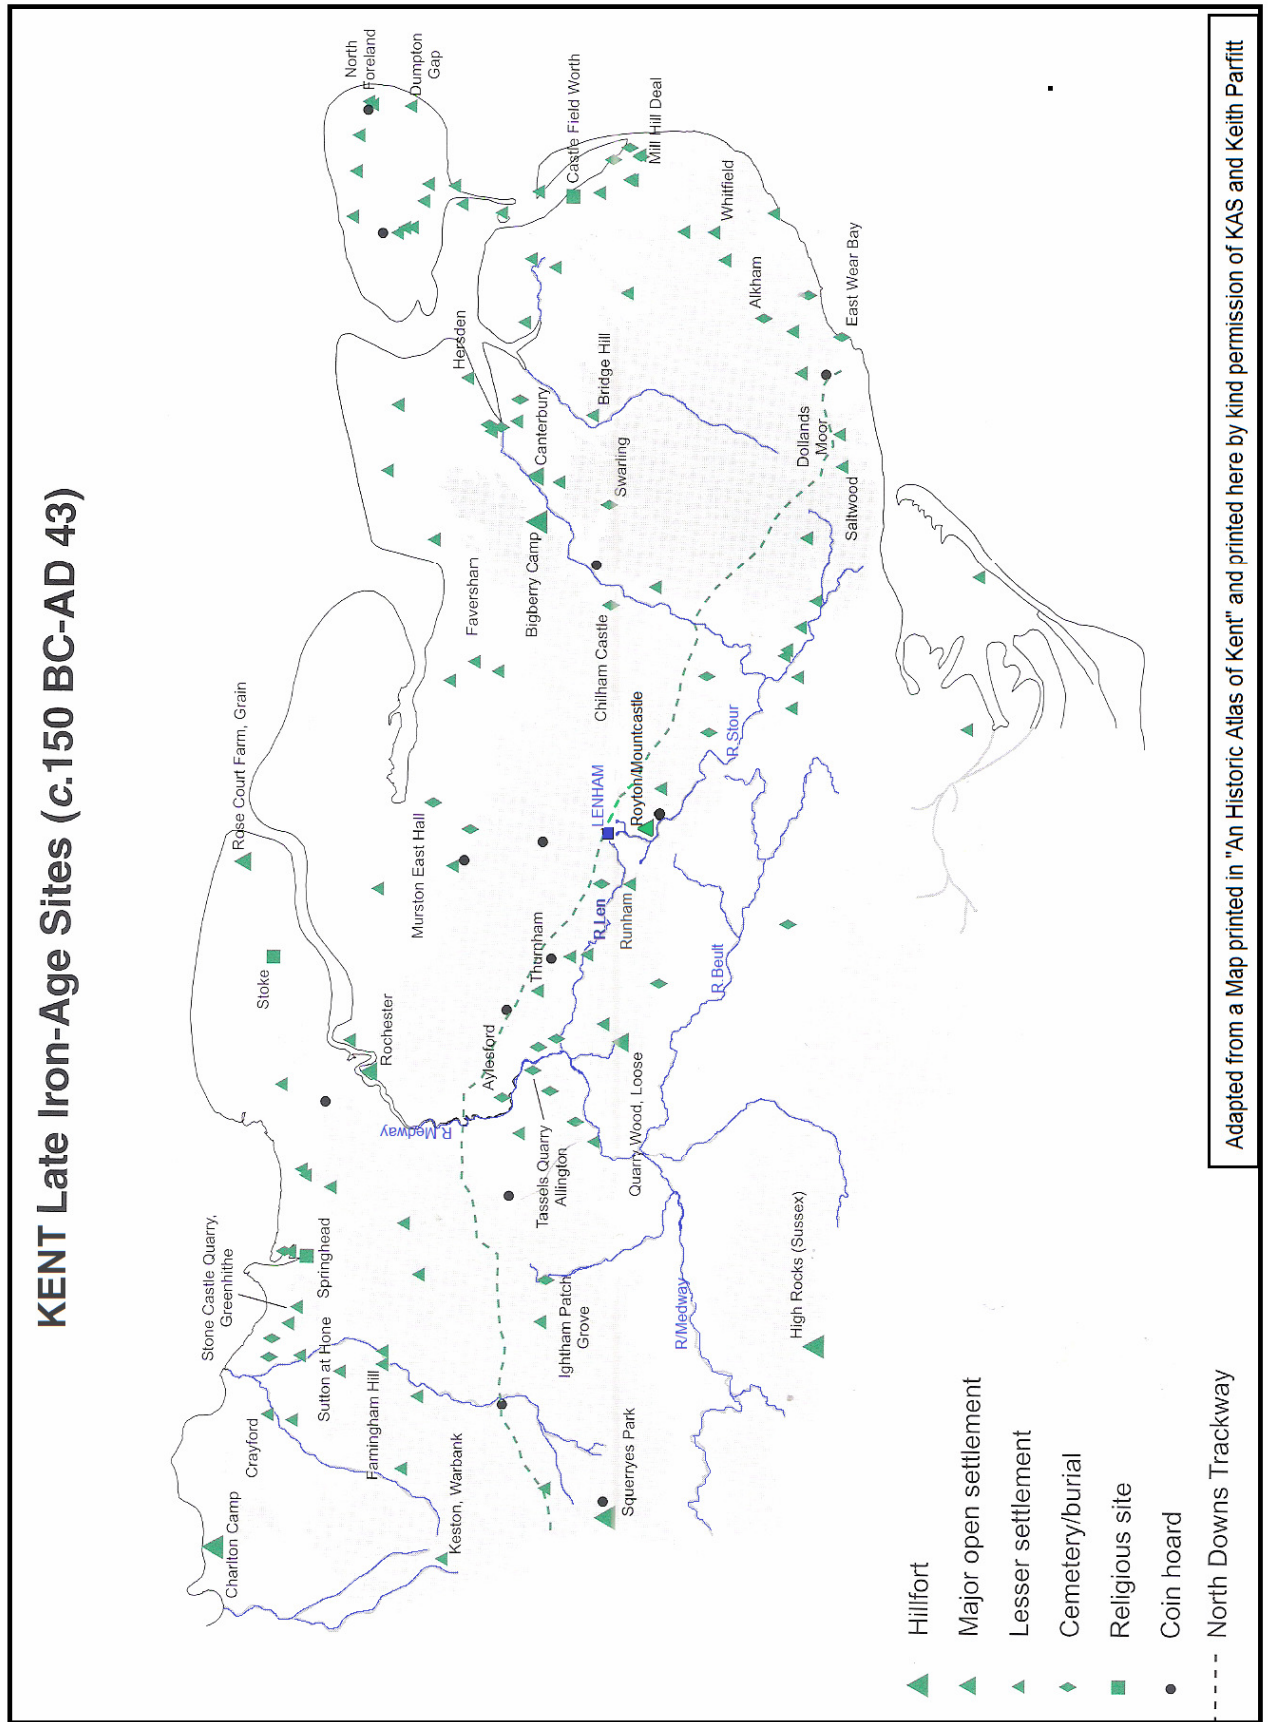 KENT Late Iron-Age Sites (c.150 BC-AD 43)
North
Foreland
Dumpton
Gap
Castle Field Worth
Mill Hill Deal
Whitfield
Alkham
East Wear Bay
Hersden
Canterbury
Bridge Hill
Swarling
Dollands
Moor
Saltwood
Bigberry Camp
Faversham
Chilham Castle
Rose Court Farm, Grain
Murston East Hall
LENHAM
Royton/Mountcastle
R.Stour
Stoke
Thurnham
R.Len
Runham
R.Beult
Rochester
Aylesford
R.Medway
Quarry Wood, Loose
Tassels Quarry
Allington
Stone Castle Quarry,
Greenhithe
Springhead
Sutton at Hone
Ightham Patch
Grove
R/Medway
High Rocks (Sussex)
Crayford
Farningham Hill
Charlton Camp
Keston, Warbank
Squerryes Park
Hillfort
Major open settlement
Lesser settlement
Cemetery/burial
Religious site
Coin hoard
North Downs Trackway
Adapted from a Map printed in "An Historic Atlas of Kent" and printed here by kind permission of KAS and Keith Parfitt